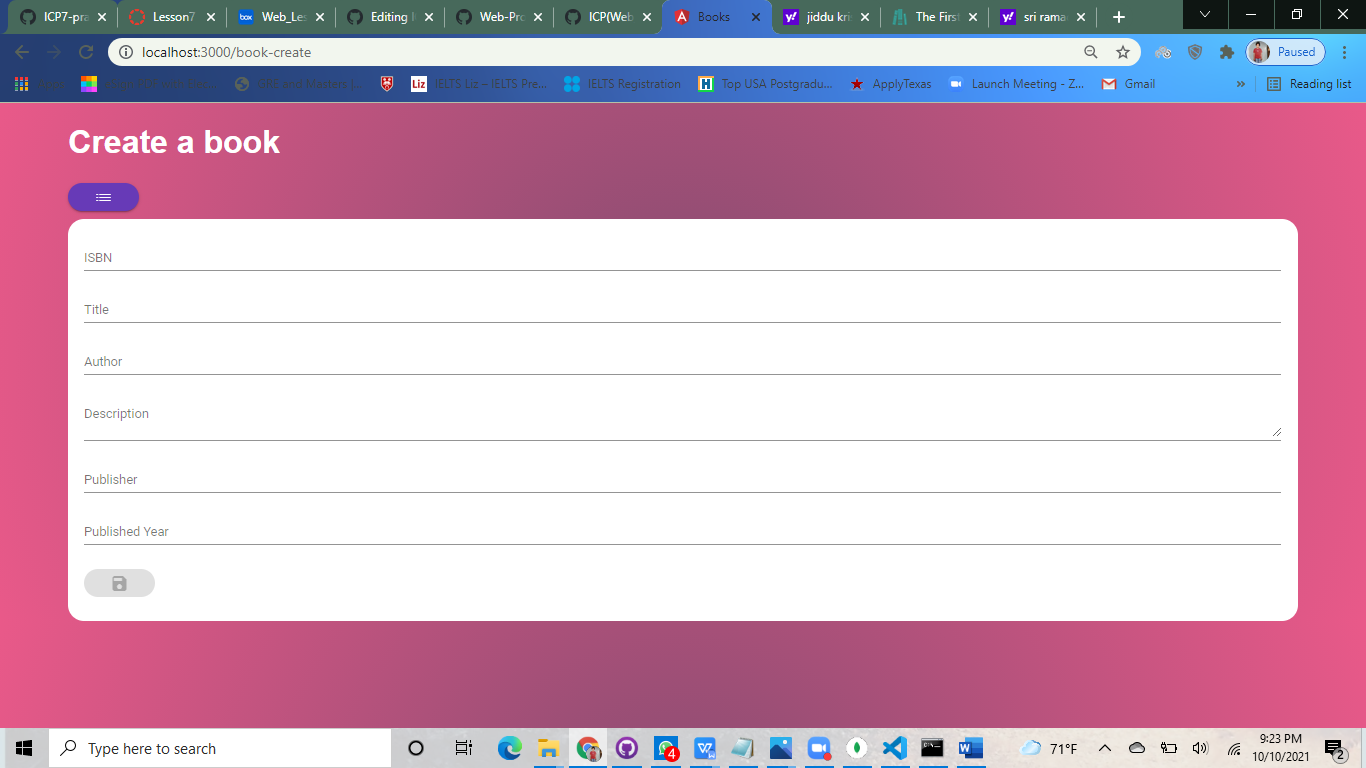 ICP7-pra
Lesson7
Web_Les
Editing I
Web-Pro
ICP(Web
Books
jiddu kri
The First
sri rama
localhost:3000/book-create
Paused
Liz IELTS Liz – IELTS Pre...
IELTS Registration
H Top USA Postgradu...
ApplyTexas
Launch Meeting - Z...
Gmail
»
Reading list
Create a book
ISBN
Title
Author
Description
Publisher
Published Year
Type here to search
4
71°F
9:23 PM
10/10/2021
2